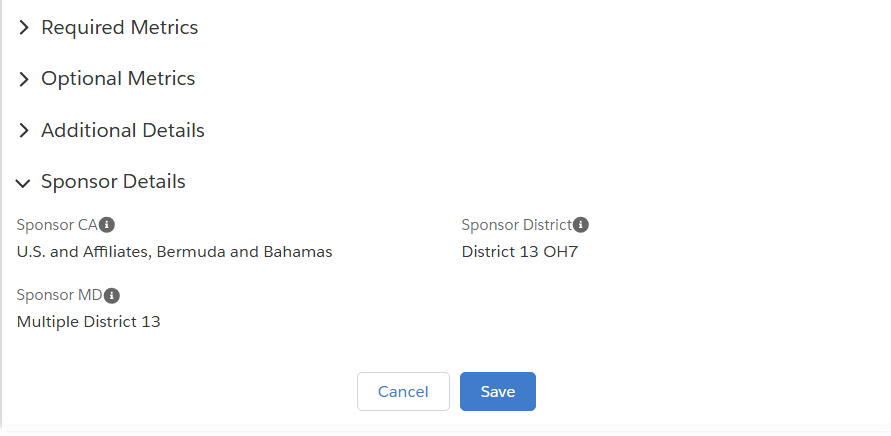 Required Metrics
Optional Metrics
Additional Details
Sponsor Details
Sponsor CA
Sponsor District
U.S. and Affiliates, Bermuda and Bahamas
District 13 OH7
Sponsor MD
Multiple District 13
Cancel
Save